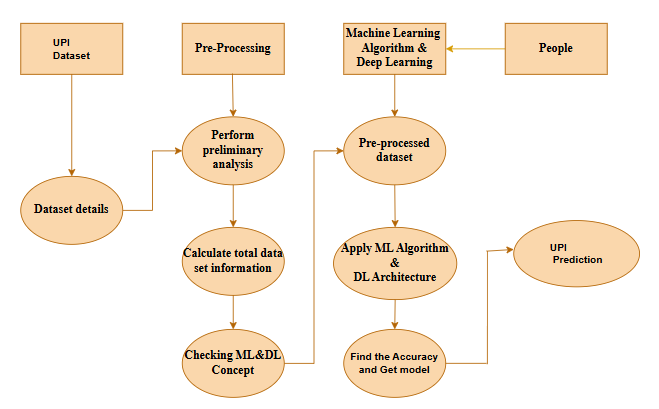 UPI
Dataset
Pre-Processing
Machine Learning
Algorithm &
Deep Learning
People
Perform
preliminary
analysis
Pre-processed
dataset
Dataset details
Calculate total data
set information
Apply ML Algorithm
&
DL Architecture
UPI
Prediction
Checking ML&DL
Concept
Find the Accuracy
and Get model